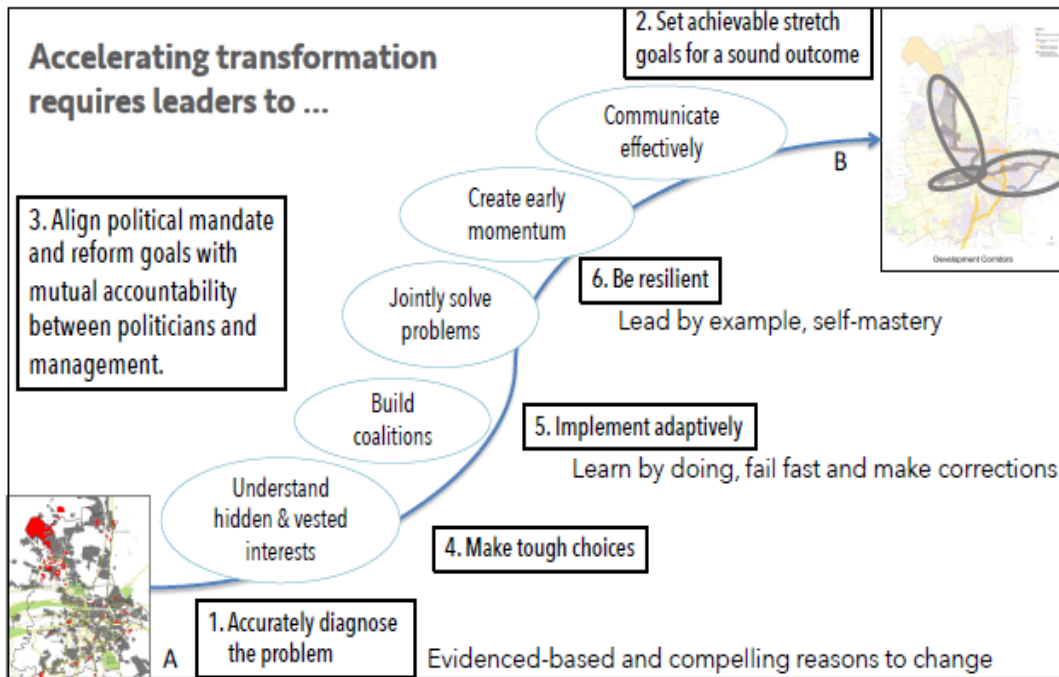 Accelerating transformation
requires leaders to ...
2. Set achievable stretch
goals for a sound outcome
Communicate
effectively
B
Development Corridors
Create early
momentum
3. Align political mandate
and reform goals with
mutual accountability
between politicians and
management.
6. Be resilient
Lead by example, self-mastery
Jointly solve
problems
Build
coalitions
5. Implement adaptively
Learn by doing, fail fast and make corrections
Understand
hidden & vested
interests
4. Make tough choices
1. Accurately diagnose
the problem
A
Evidenced-based and compelling reasons to change